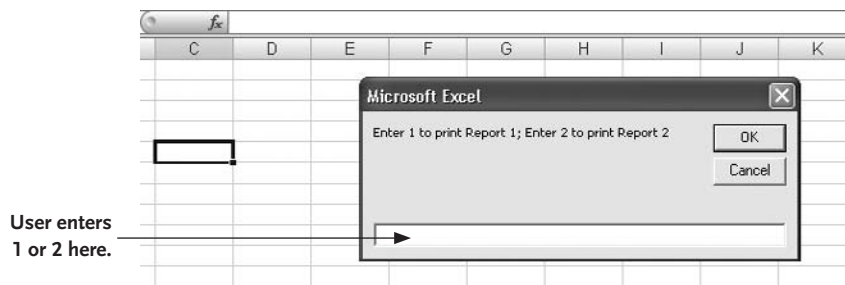 fx
C D E F G H I J K
Microsoft Excel
Enter 1 to print Report 1; Enter 2 to print Report 2
OK
Cancel
User enters
1 or 2 here.